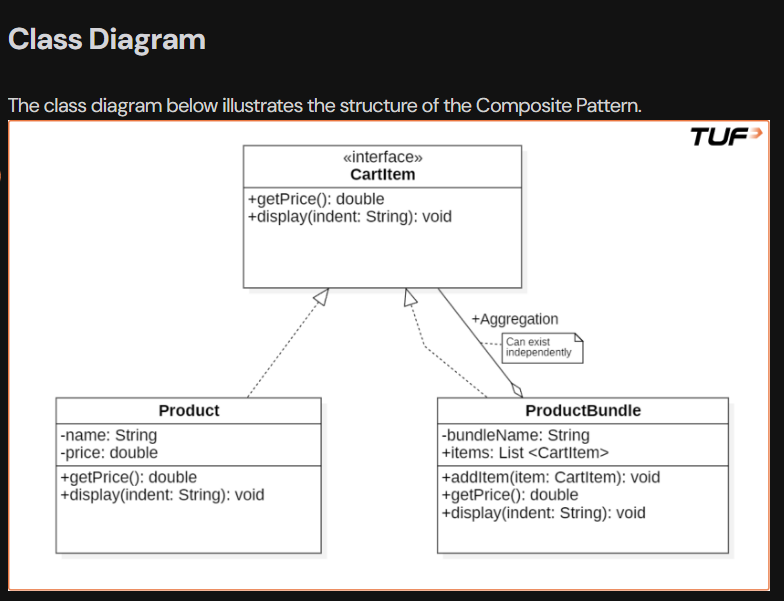 Class Diagram
The class diagram below illustrates the structure of the Composite Pattern.
TUF
«interface»
CartItem
+getPrice(): double
+display(indent: String): void
+Aggregation
Can exist
independently
Product
-name: String
-price: double
+getPrice(): double
+display(indent: String): void
ProductBundle
-bundleName: String
+items: List <CartItem>
+addItem(item: CartItem): void
+getPrice(): double
+display(indent: String): void